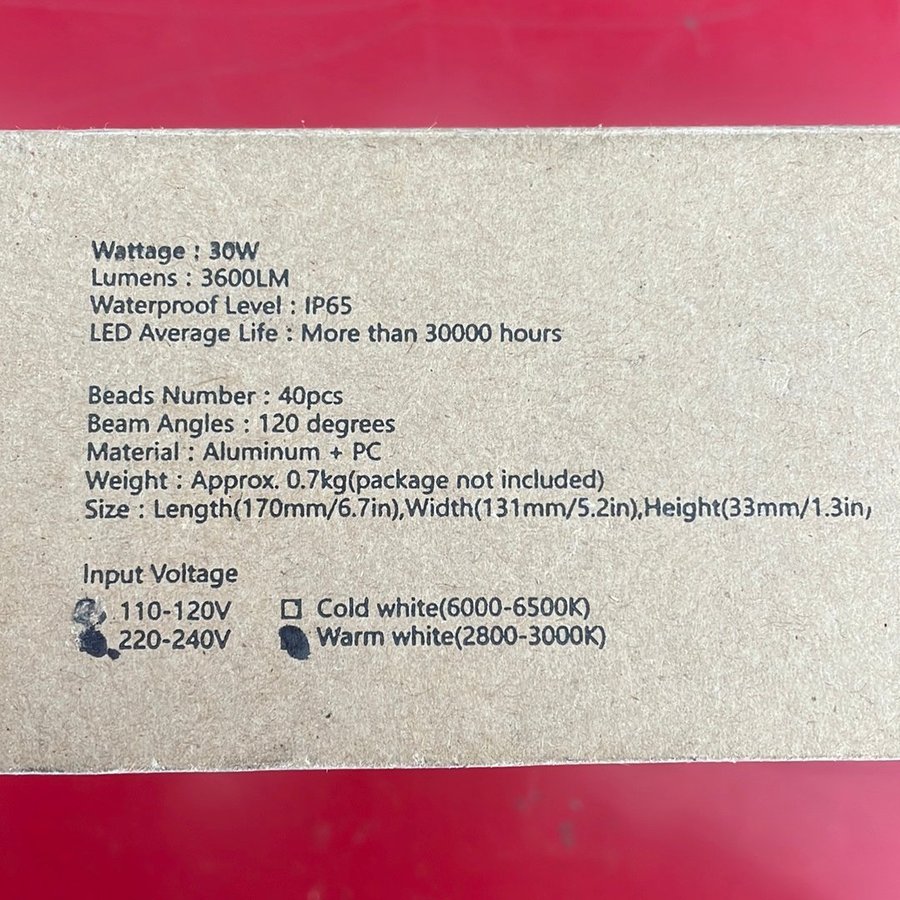 Wattage : 30W
Lumens : 3600LM
Waterproof Level : IP65
LED Average Life : More than 30000 hours
Beads Number : 40pcs
Beam Angles : 120 degrees
Material : Aluminum + PC
Weight : Approx. 0.7kg(package not included)
Size : Length(170mm/6.7in),Width(131mm/5.2in),Height(33mm/1.3in,
Input Voltage
110-120V Cold white(6000-6500K)
220-240V Warm white(2800-3000K)